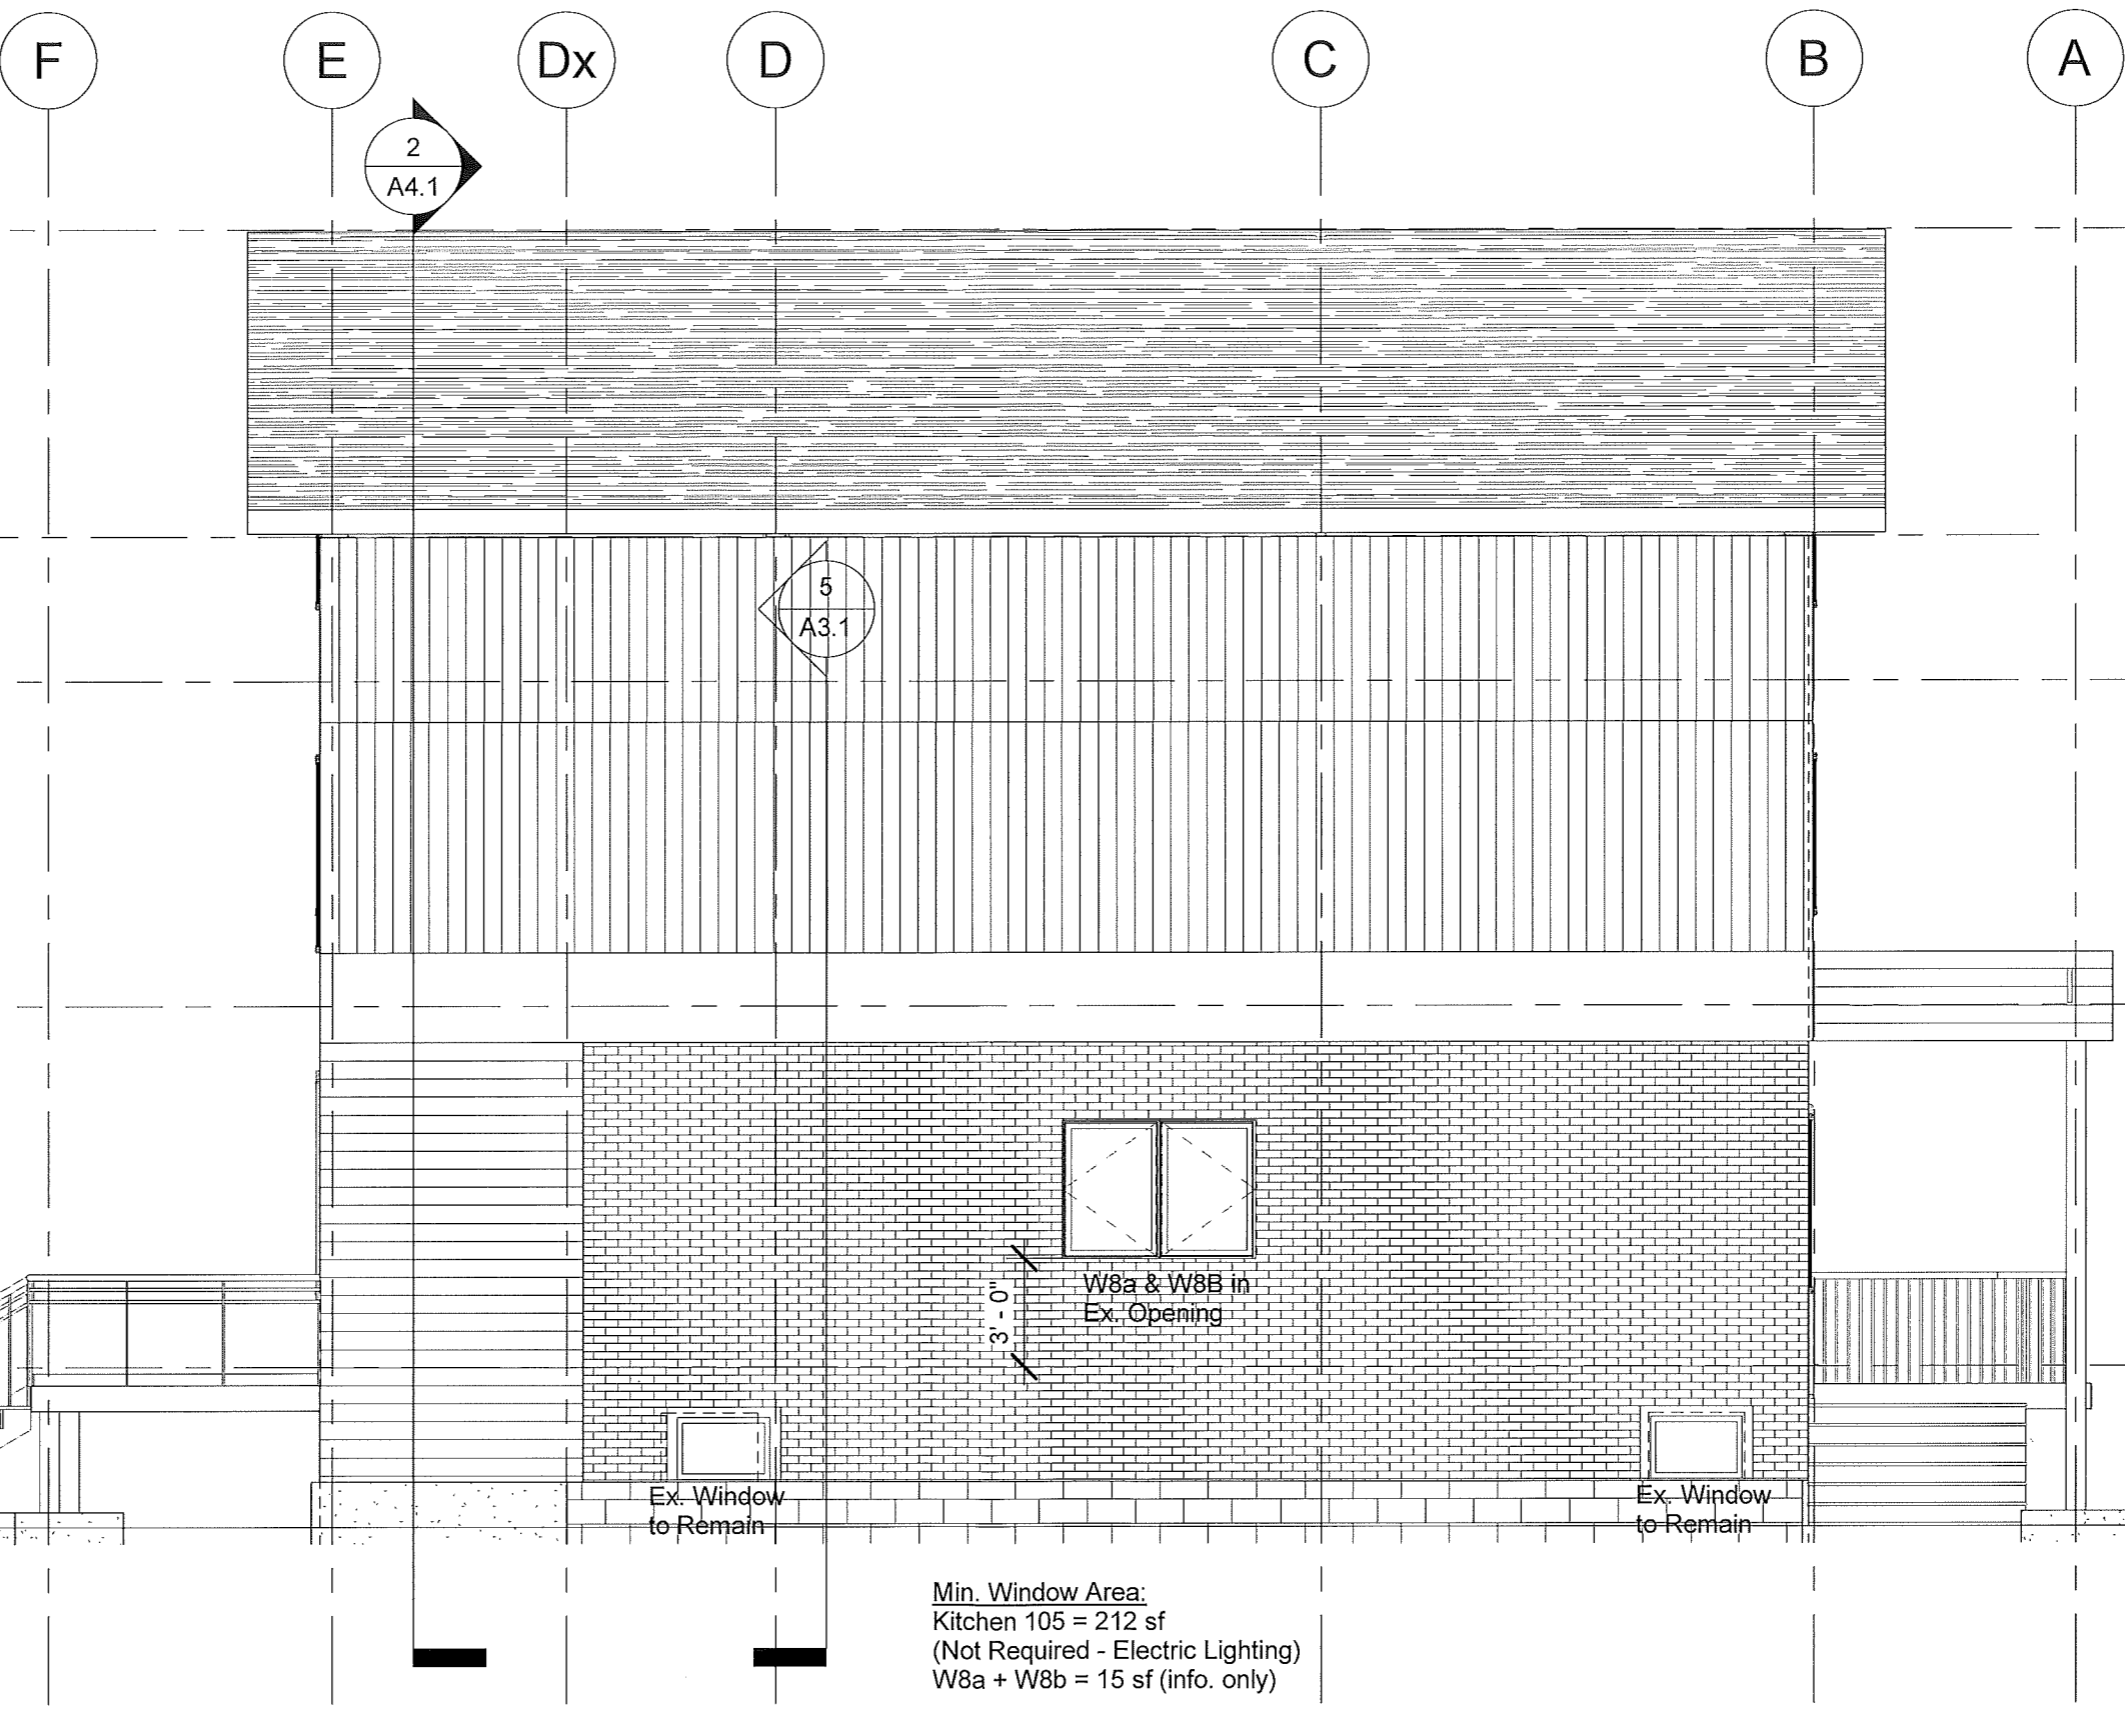 F E Dx D C B A
2
A4.1
5
A3.1
W8a & W8B in
Ex. Opening
3' - 0"
Ex. Window
to Remain
Ex. Window
to Remain
Min. Window Area:
Kitchen 105 = 212 sf
(Not Required - Electric Lighting)
W8a + W8b = 15 sf (info. only)